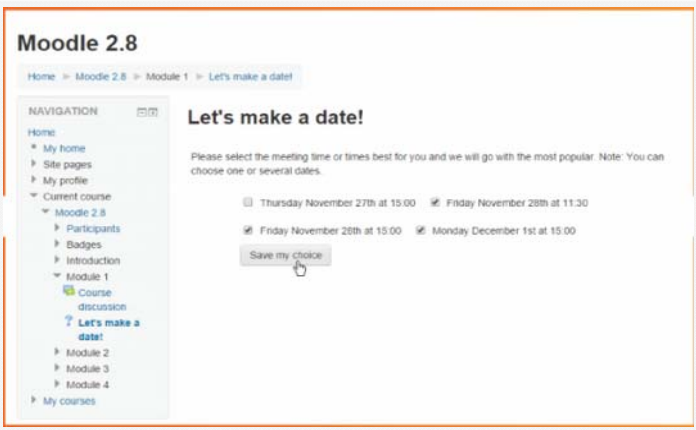 Moodle 2.8
Home Moodle 2.8 Module 1 Let's make a date!
NAVIGATION
Home
My home
Site pages
My profile
Current course
Moodle 2.8
Participants
Badges
Introduction
Module 1
Course
discussion
Let's make a
date!
Module 2
Module 3
Module 4
My courses
Let's make a date!
Please select the meeting time or times best for you and we will go with the most popular. Note: You can
choose one or several dates.
Thursday November 27th at 15:00 Friday November 28th at 11:30
Friday November 28th at 15:00 Monday December 1st at 15:00
Save my choice